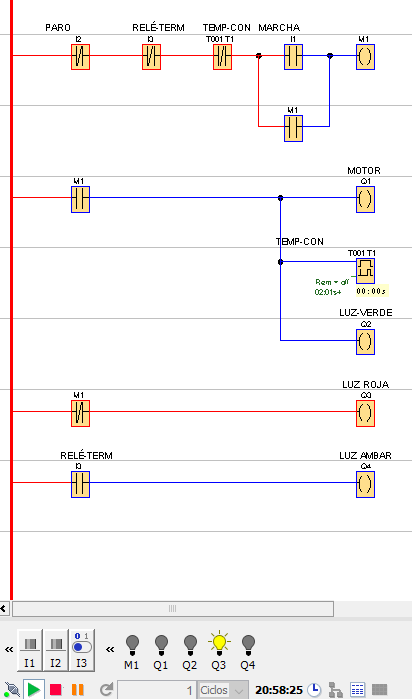 PARO RELÉ-TERM TEMP-CON MARCHA
I2 I3 T001 T1 I1 M1
M1
MOTOR
M1 Q1
TEMP-CON
T001 T1
Rem = off
02:01s+ 00:00s
LUZ-VERDE
Q2
LUZ ROJA
M1 Q3
RELÉ-TERM LUZ AMBAR
I3 Q4
0 1
« I1 I2 I3 « M1 Q1 Q2 Q3 Q4
1 Ciclos 20:58:25